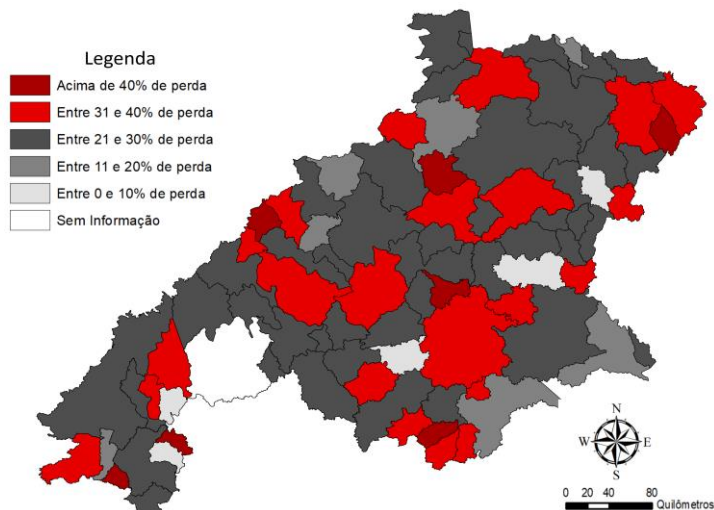 Legenda
Acima de 40% de perda
Entre 31 e 40% de perda
Entre 21 e 30% de perda
Entre 11 e 20% de perda
Entre 0 e 10% de perda
Sem Informação
N
W E
S
0 20 40 80
Quilômetros